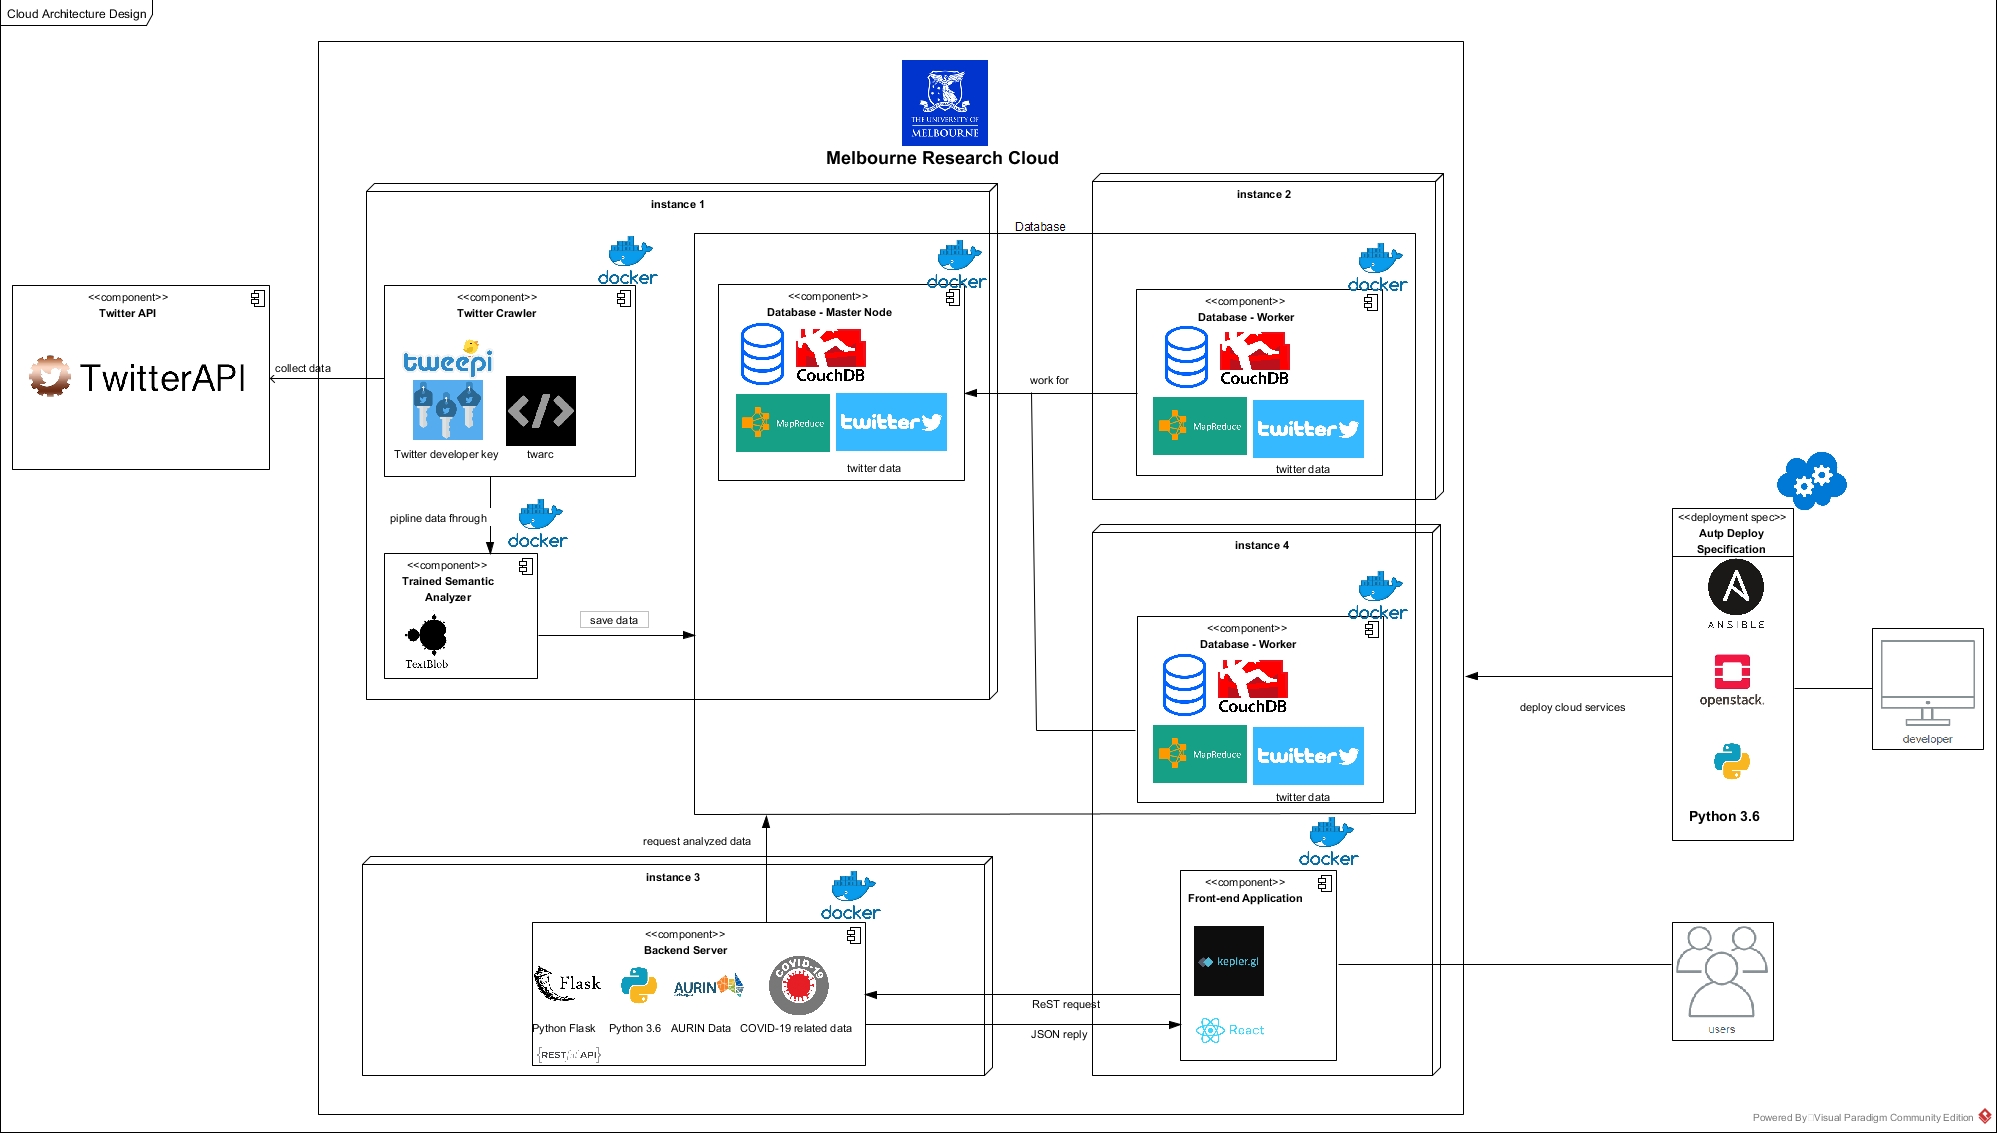 Cloud Architecture Design
THE UNIVERSITY OF
MELBOURNE
Melbourne Research Cloud
instance 1
instance 2
Database
docker
docker
docker
<<component>>
Twitter API
TwitterAPI
collect data
<<component>>
Twitter Crawler
tweepi
</>
Twitter developer key
twarc
<<component>>
Database - Master Node
CouchDB
MapReduce
twitter
twitter data
work for
<<component>>
Database - Worker
CouchDB
MapReduce
twitter
twitter data
pipline data fhrough
docker
<<component>>
Trained Semantic
Analyzer
TextBlob
save data
instance 4
docker
<<component>>
Database - Worker
CouchDB
MapReduce
twitter
twitter data
<<deployment spec>>
Autp Deploy
Specification
ANSIBLE
openstack.
Python 3.6
deploy cloud services
developer
request analyzed data
instance 3
docker
<<component>>
Backend Server
Flask
AURIN
COVID-19
Python Flask
Python 3.6
AURIN Data
COVID-19 related data
{REST API}
ReST request
JSON reply
docker
<<component>>
Front-end Application
kepler.gl
React
users
Powered By Visual Paradigm Community Edition